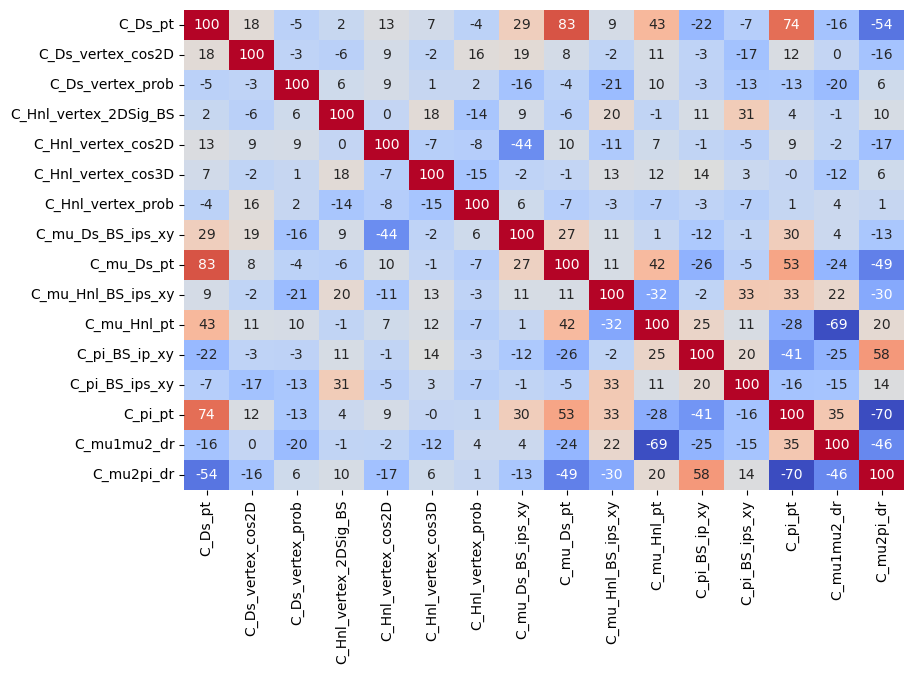 C_Ds_pt 100 18 -5 2 13 7 -4 29 83 9 43 -22 -7 74 -16 -54
C_Ds_vertex_cos2D 18 100 -3 -6 9 -2 16 19 8 -2 11 -3 -17 12 0 -16
C_Ds_vertex_prob -5 -3 100 6 9 1 2 -16 -4 -21 10 -3 -13 -13 -20 6
C_Hnl_vertex_2DSig_BS 2 -6 6 100 0 18 -14 9 -6 20 -1 11 31 4 -1 10
C_Hnl_vertex_cos2D 13 9 9 0 100 -7 -8 -44 10 -11 7 -1 -5 9 -2 -17
C_Hnl_vertex_cos3D 7 -2 1 18 -7 100 -15 -2 -1 13 12 14 3 -0 -12 6
C_Hnl_vertex_prob -4 16 2 -14 -8 -15 100 6 -7 -3 -7 -3 -7 1 4 1
C_mu_Ds_BS_ips_xy 29 19 -16 9 -44 -2 6 100 27 11 1 -12 -1 30 4 -13
C_mu_Ds_pt 83 8 -4 -6 10 -1 -7 27 100 11 42 -26 -5 53 -24 -49
C_mu_Hnl_BS_ips_xy 9 -2 -21 20 -11 13 -3 11 11 100 -32 -2 33 33 22 -30
C_mu_Hnl_pt 43 11 10 -1 7 12 -7 1 42 -32 100 25 11 -28 -69 20
C_pi_BS_ip_xy -22 -3 -3 11 -1 14 -3 -12 -26 -2 25 100 20 -41 -25 58
C_pi_BS_ips_xy -7 -17 -13 31 -5 3 -7 -1 -5 33 11 20 100 -16 -15 14
C_pi_pt 74 12 -13 4 9 -0 1 30 53 33 -28 -41 -16 100 35 -70
C_mu1mu2_dr -16 0 -20 -1 -2 -12 4 4 -24 22 -69 -25 -15 35 100 -46
C_mu2pi_dr -54 -16 6 10 -17 6 1 -13 -49 -30 20 58 14 -70 -46 100
C_Ds_pt
C_Ds_vertex_cos2D
C_Ds_vertex_prob
C_Hnl_vertex_2DSig_BS
C_Hnl_vertex_cos2D
C_Hnl_vertex_cos3D
C_Hnl_vertex_prob
C_mu_Ds_BS_ips_xy
C_mu_Ds_pt
C_mu_Hnl_BS_ips_xy
C_mu_Hnl_pt
C_pi_BS_ip_xy
C_pi_BS_ips_xy
C_pi_pt
C_mu1mu2_dr
C_mu2pi_dr